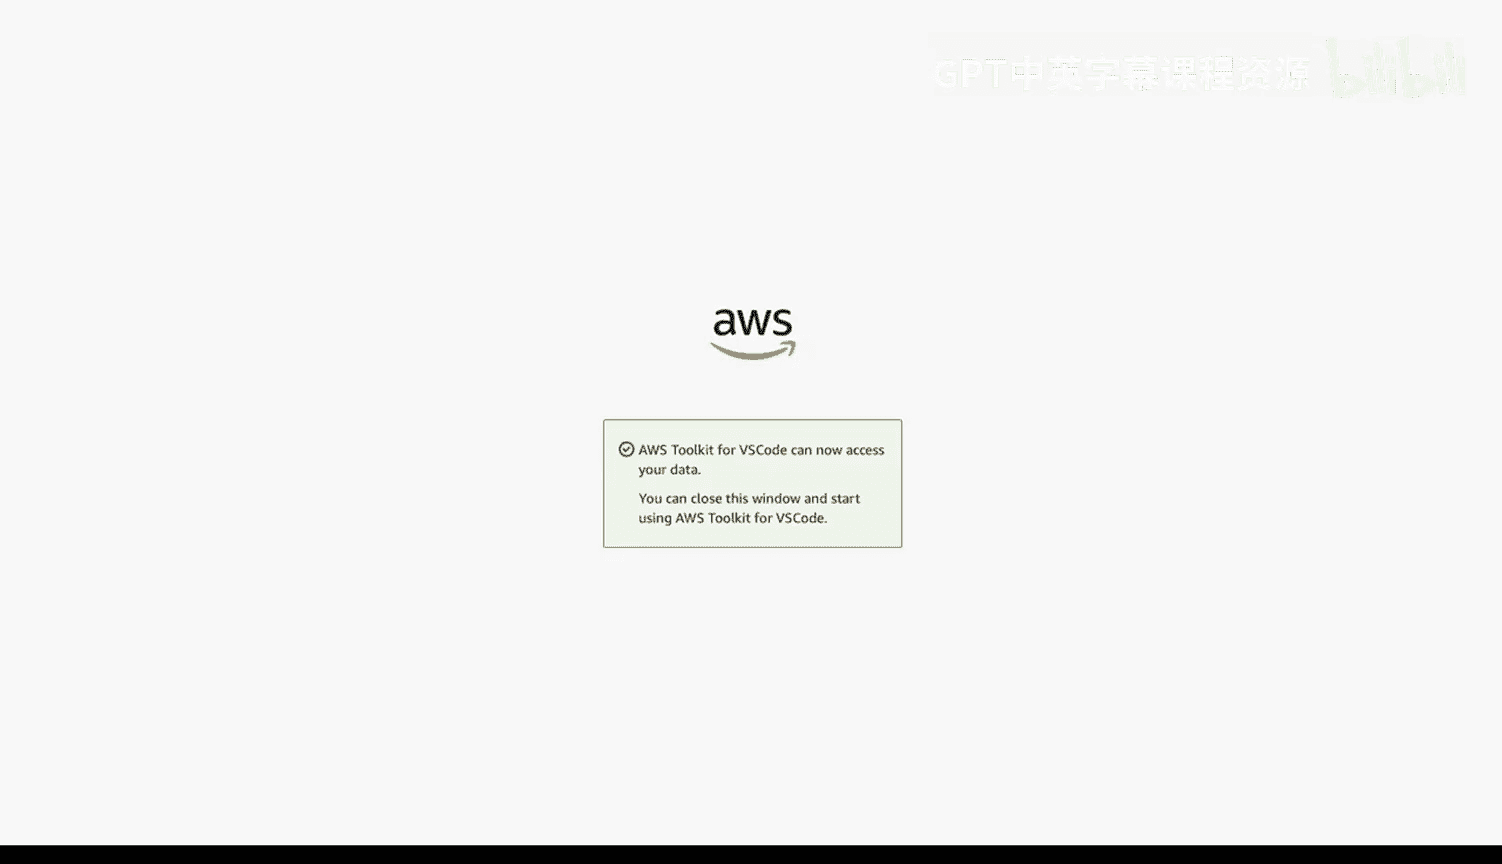 GPT中英字幕课程资源 bilibili
aws
AWS Toolkit for VSCode can now access
your data.
You can close this window and start
using AWS Toolkit for VSCode.